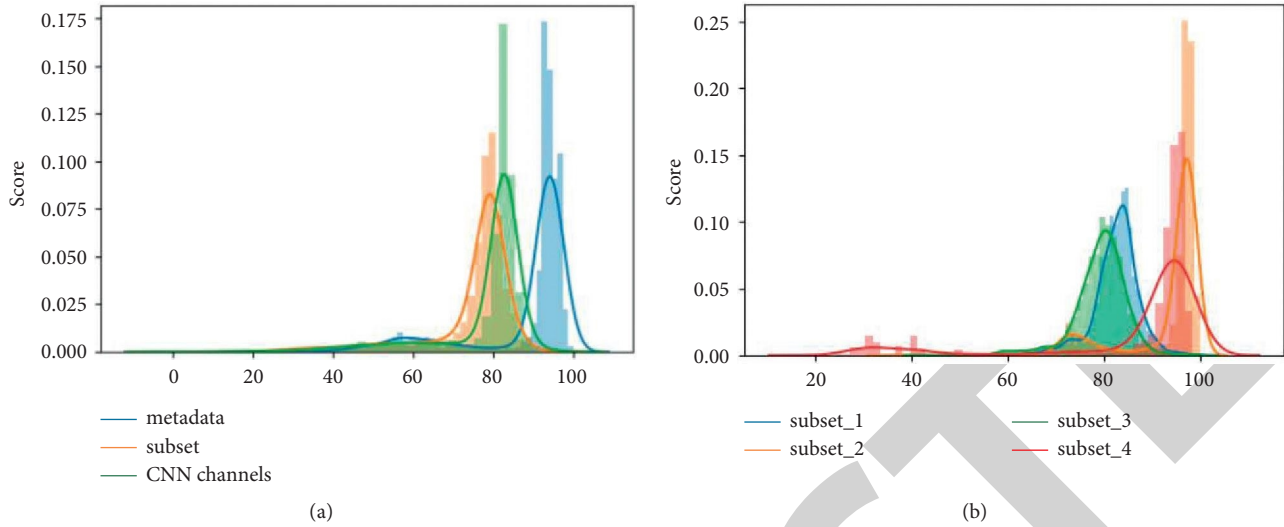 0.175
0.150
0.125
0.100
0.075
0.050
0.025
0.000
Score
0 20 40 60 80 100
metadata
subset
CNN channels
(a)
0.25
0.20
0.15
0.10
0.05
0.00
Score
20 40 60 80 100
subset_1 subset_3
subset_2 subset_4
(b)